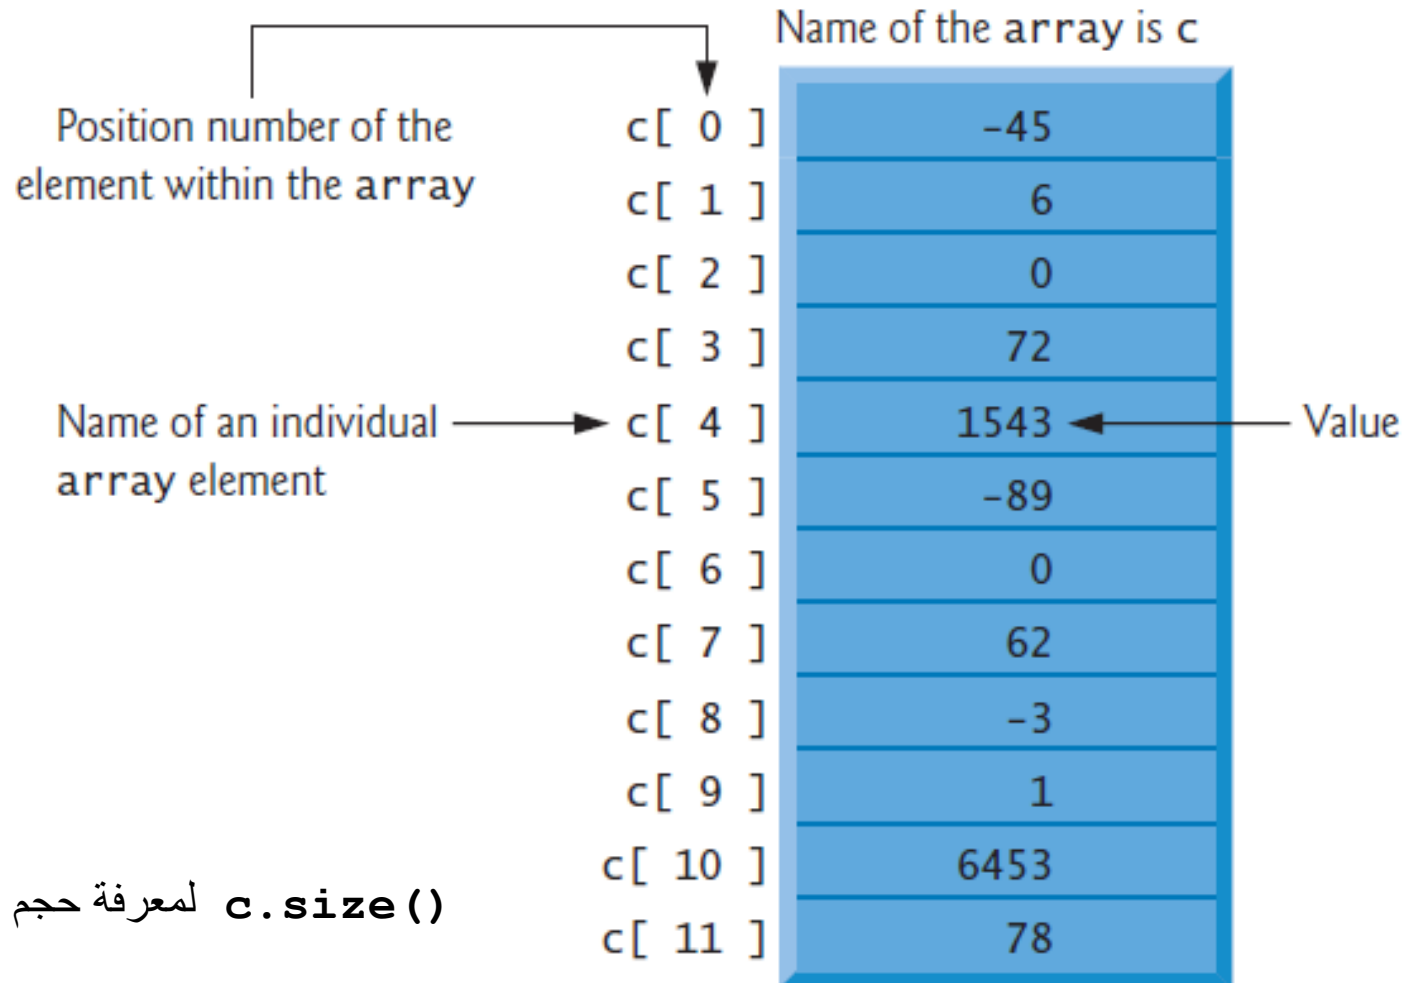 Name of the array is c
Position number of the
element within the array
c[ 0 ] -45
c[ 1 ] 6
c[ 2 ] 0
c[ 3 ] 72
Name of an individual
array element
c[ 4 ] 1543
Value
c[ 5 ] -89
c[ 6 ] 0
c[ 7 ] 62
c[ 8 ] -3
c[ 9 ] 1
c[ 10 ] 6453
c[ 11 ] 78
لمعرفة حجم c.size()